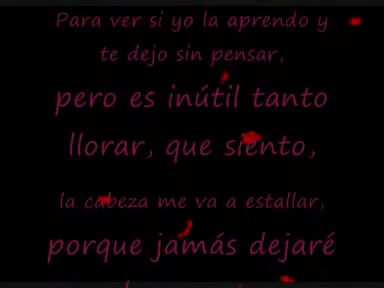 Para ver si yo la aprendo y
te dejo sin pensar,
pero es inútil tanto
llorar, que siento,
la cabeza me va a estallar,
porque jamás dejaré